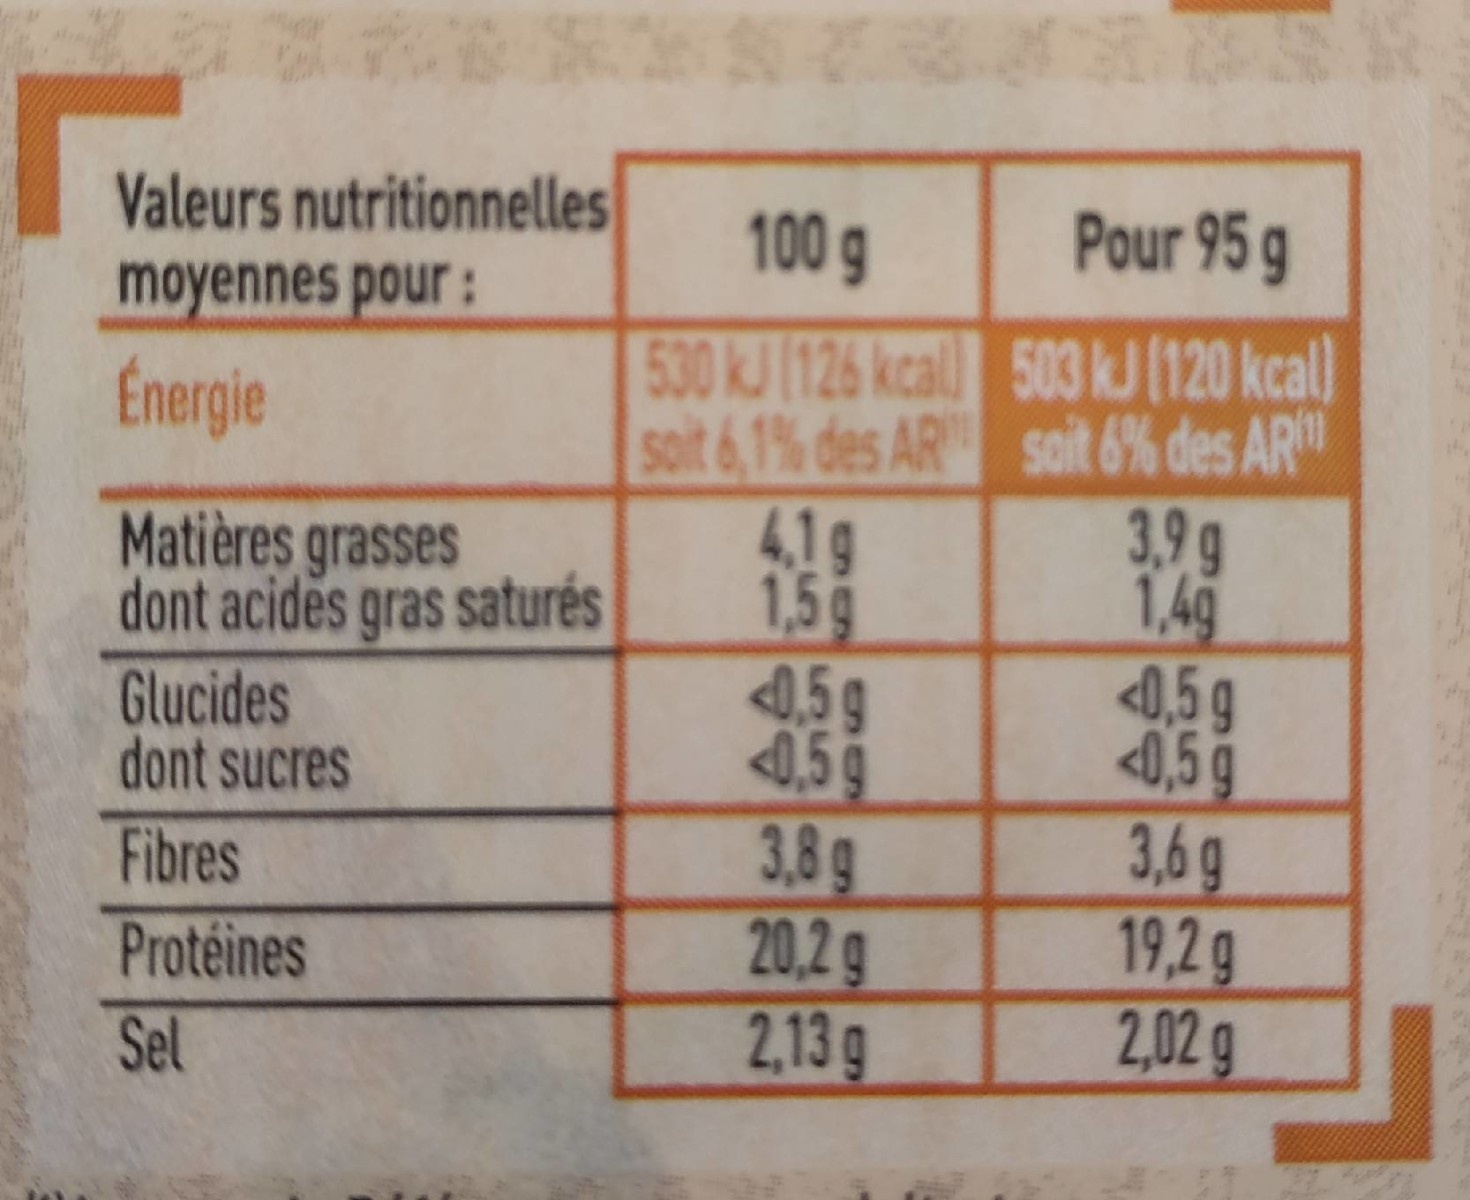 Valeurs nutritionnelles moyennes pour : 100 g Pour 95 g
Énergie 530 kJ (126 kcal) 503 kJ (120 kcal)
soit 6,1% des AR(1) soit 6% des AR(1)
Matières grasses 4,1 g 3,9 g
dont acides gras saturés 1,5 g 1,4g
Glucides <0,5 g <0,5 g
dont sucres <0,5 g <0,5 g
Fibres 3,8 g 3,6 g
Protéines 20,2 g 19,2 g
Sel 2,13 g 2,02 g